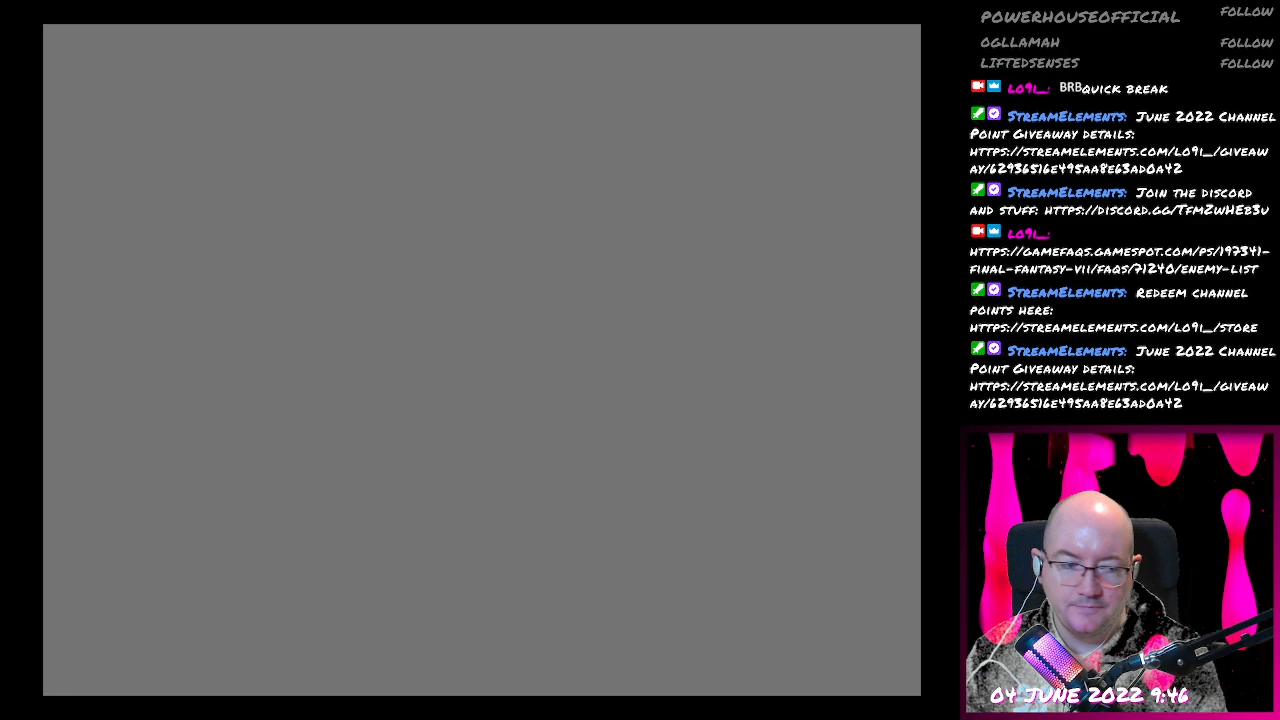 POWERHOUSEOFFICIAL FOLLOW
OGLLAMAH FOLLOW
LIFTEDSENSES FOLLOW
LO9I_: BRB QUICK BREAK
STREAMELEMENTS: JUNE 2022 CHANNEL
POINT GIVEAWAY DETAILS:
HTTPS://STREAMELEMENTS.COM/LO9I_/GIVEAW
AY/62936516E495AA8E63AD0A42
STREAMELEMENTS: JOIN THE DISCORD
AND STUFF: HTTPS://DISCORD.GG/TFMZWHEB3U
LO9I_:
HTTPS://GAMEFAQS.GAMESPOT.COM/PS/197341-
FINAL-FANTASY-VII/FAQS/71240/ENEMY-LIST
STREAMELEMENTS: REDEEM CHANNEL
POINTS HERE:
HTTPS://STREAMELEMENTS.COM/LO9I_/STORE
STREAMELEMENTS: JUNE 2022 CHANNEL
POINT GIVEAWAY DETAILS:
HTTPS://STREAMELEMENTS.COM/LO9I_/GIVEAW
AY/62936516E495AA8E63AD0A42
04 JUNE 2022 9:46